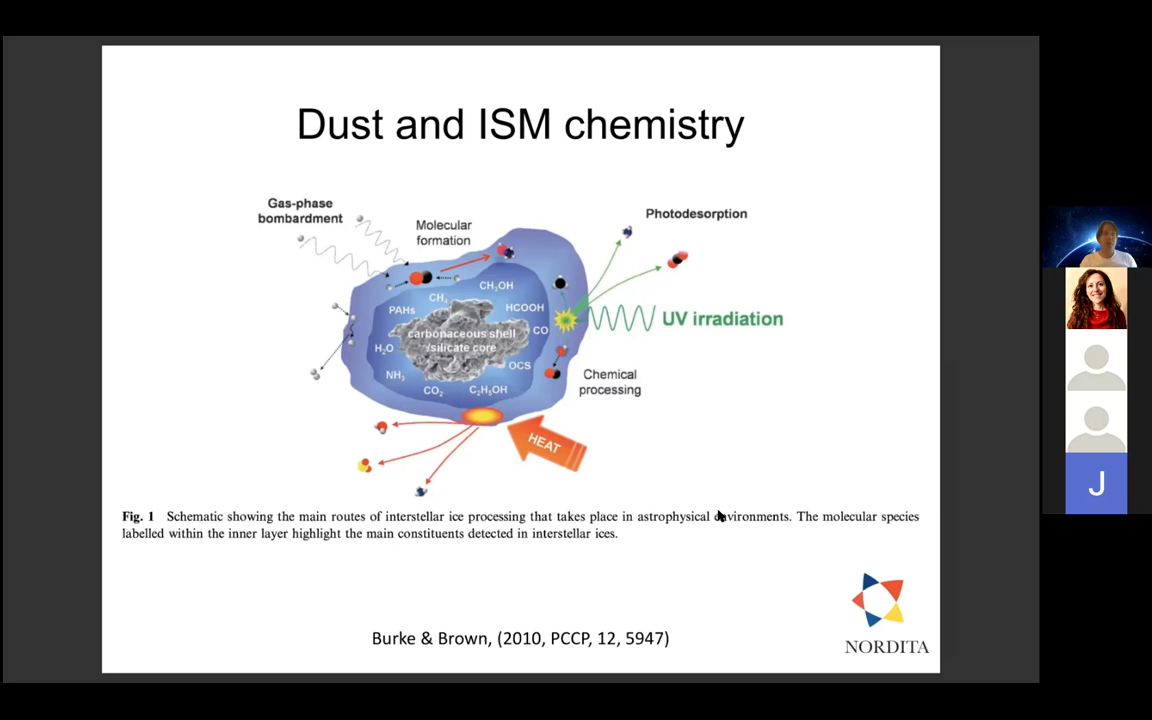 Dust and ISM chemistry
Gas-phase
bombardment
Molecular
formation
Photodesorption
CH₃OH
CH₄
HCOOH
PAHs
CO
carbonaceous shell
/silicate core
H₂O
OCS
NH₃
CO₂
C₂H₅OH
UV irradiation
Chemical
processing
HEAT
Fig. 1 Schematic showing the main routes of interstellar ice processing that takes place in astrophysical environments. The molecular species
labelled within the inner layer highlight the main constituents detected in interstellar ices.
Burke & Brown, (2010, PCCP, 12, 5947)
NORDITA
J